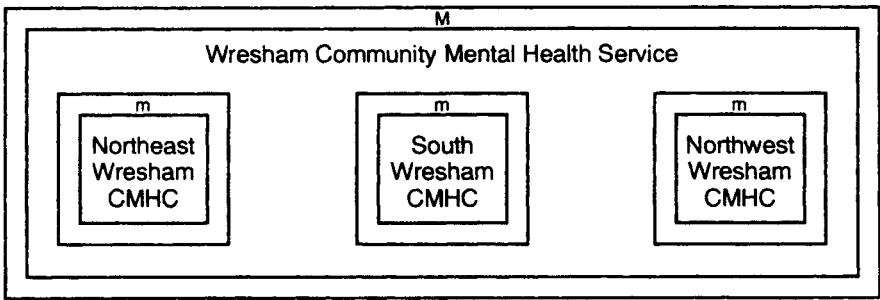 M
Wresham Community Mental Health Service
m m m
Northeast South Northwest
Wresham Wresham Wresham
CMHC CMHC CMHC